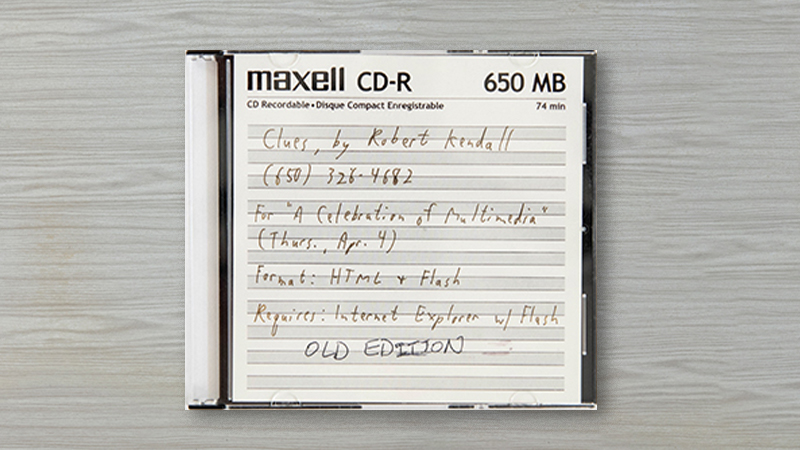 maxell CD-R 650 MB
CD Recordable•Disque Compact Enregistrable 74 min
Clues, by Robert Kendall
(650) 326-4682
For "A Celebration of Multimedia"
(Thurs., Apr. 4)
Format: HTML + Flash
Requires: Internet Explorer w/ Flash
OLD EDITION